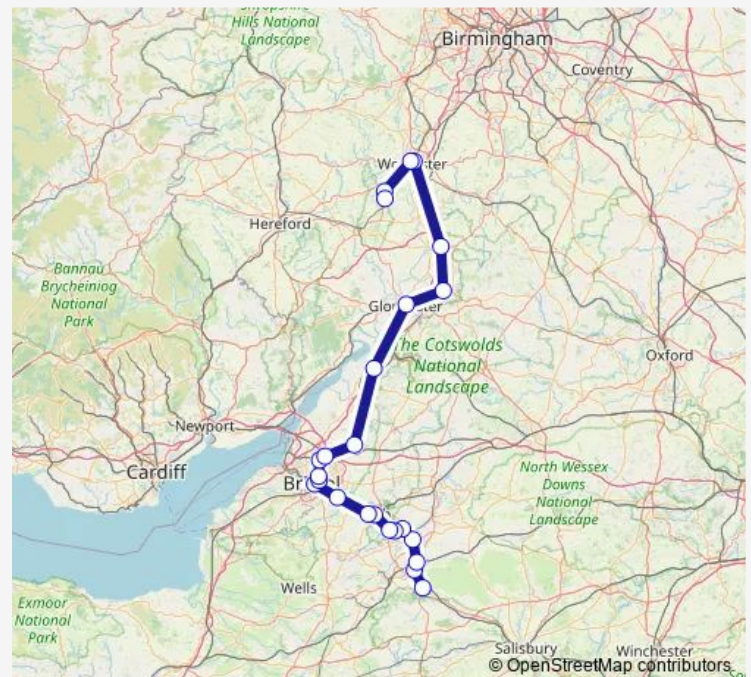 Hills National
Landscape
Birmingham
Coventry
Hereford
Bannau
Brycheiniog
National
Park
The Cotswolds
National
Landscape
Oxford
Newport
Cardiff
North Wessex
Downs
National
Landscape
Wells
Exmoor
National
Park
Salisbury
Winchester
© OpenStreetMap contributors